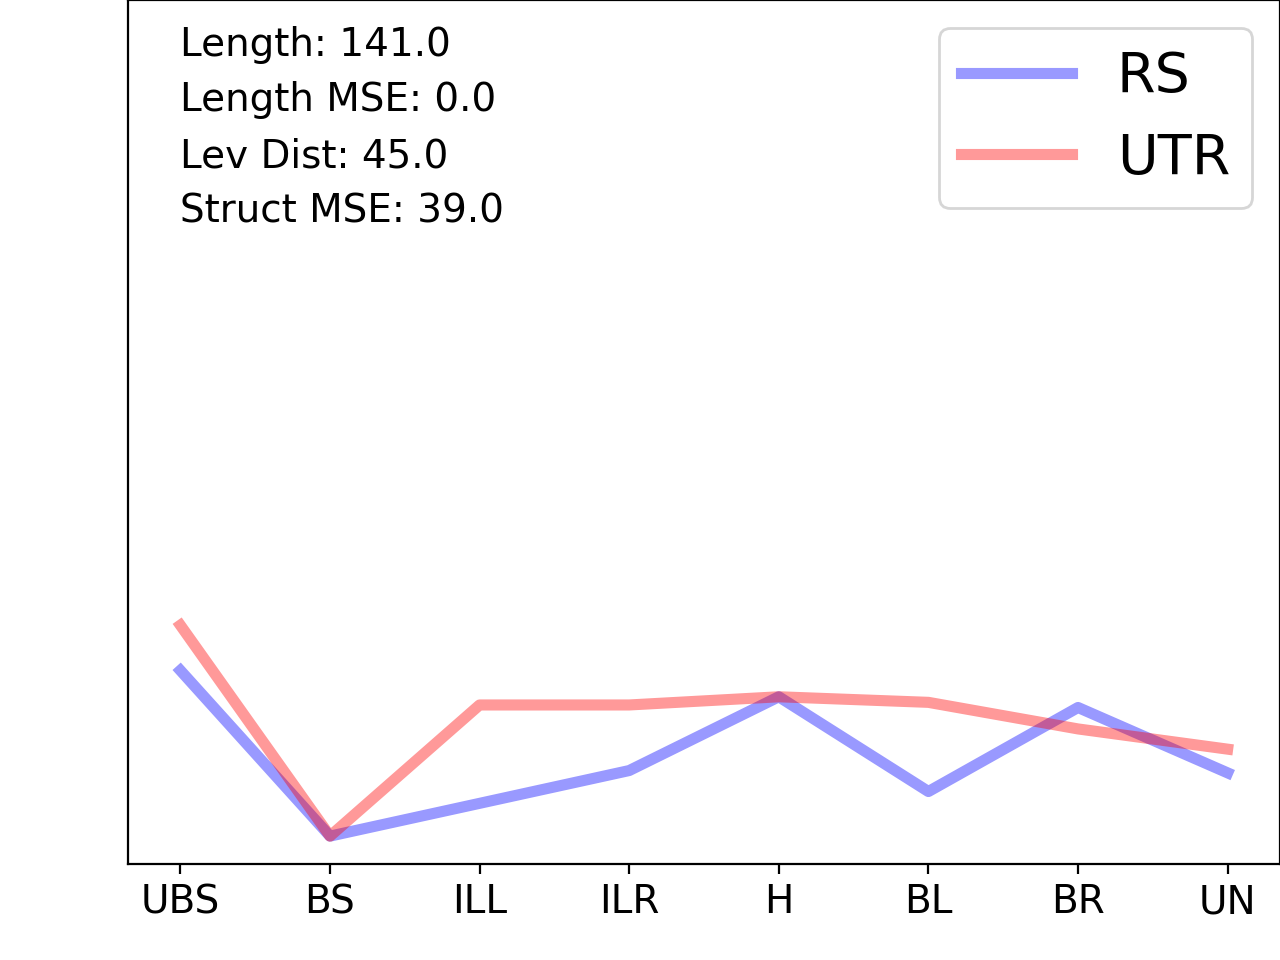 Length: 141.0
Length MSE: 0.0
Lev Dist: 45.0
Struct MSE: 39.0
RS
UTR
UBS BS ILL ILR H BL BR UN